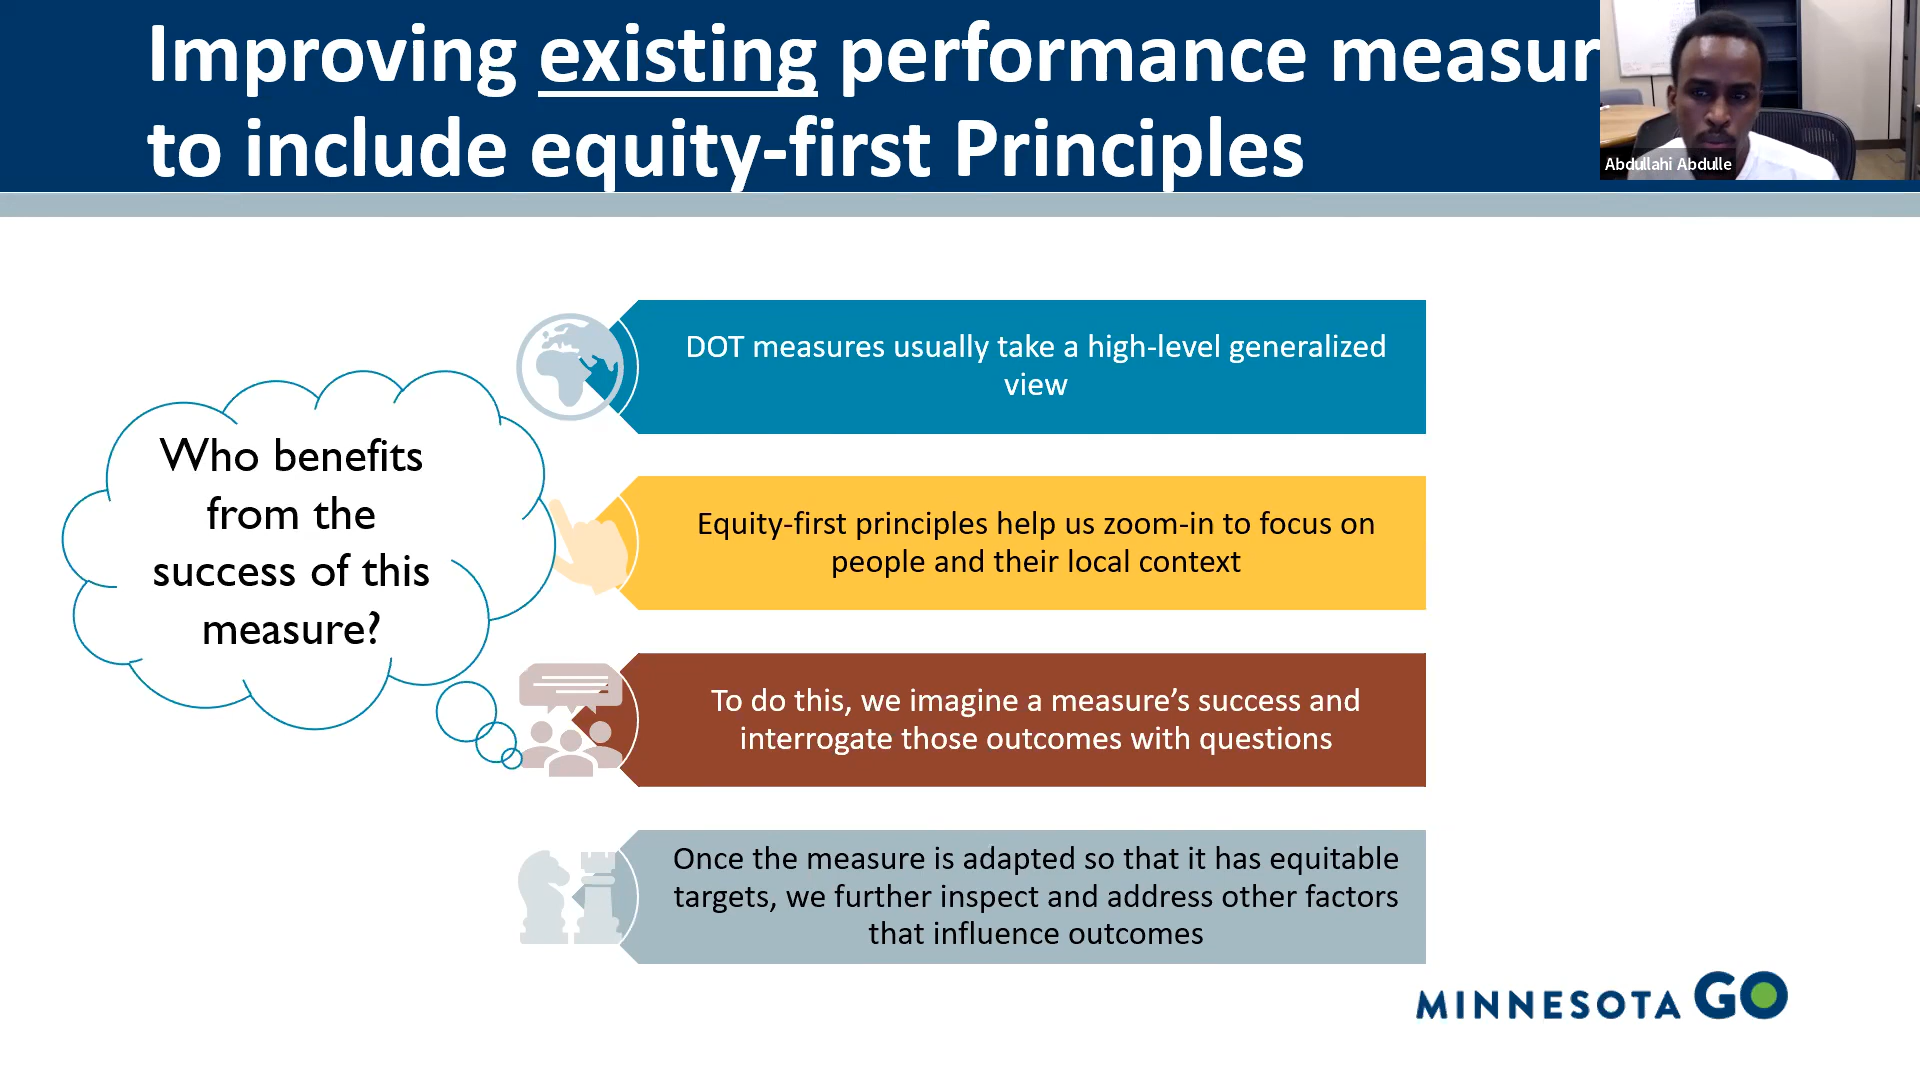 Improving existing performance measur
to include equity-first Principles
Abdullahi Abdulle
Who benefits
from the
success of this
measure?
DOT measures usually take a high-level generalized
view
Equity-first principles help us zoom-in to focus on
people and their local context
To do this, we imagine a measure’s success and
interrogate those outcomes with questions
Once the measure is adapted so that it has equitable
targets, we further inspect and address other factors
that influence outcomes
MINNESOTA GO